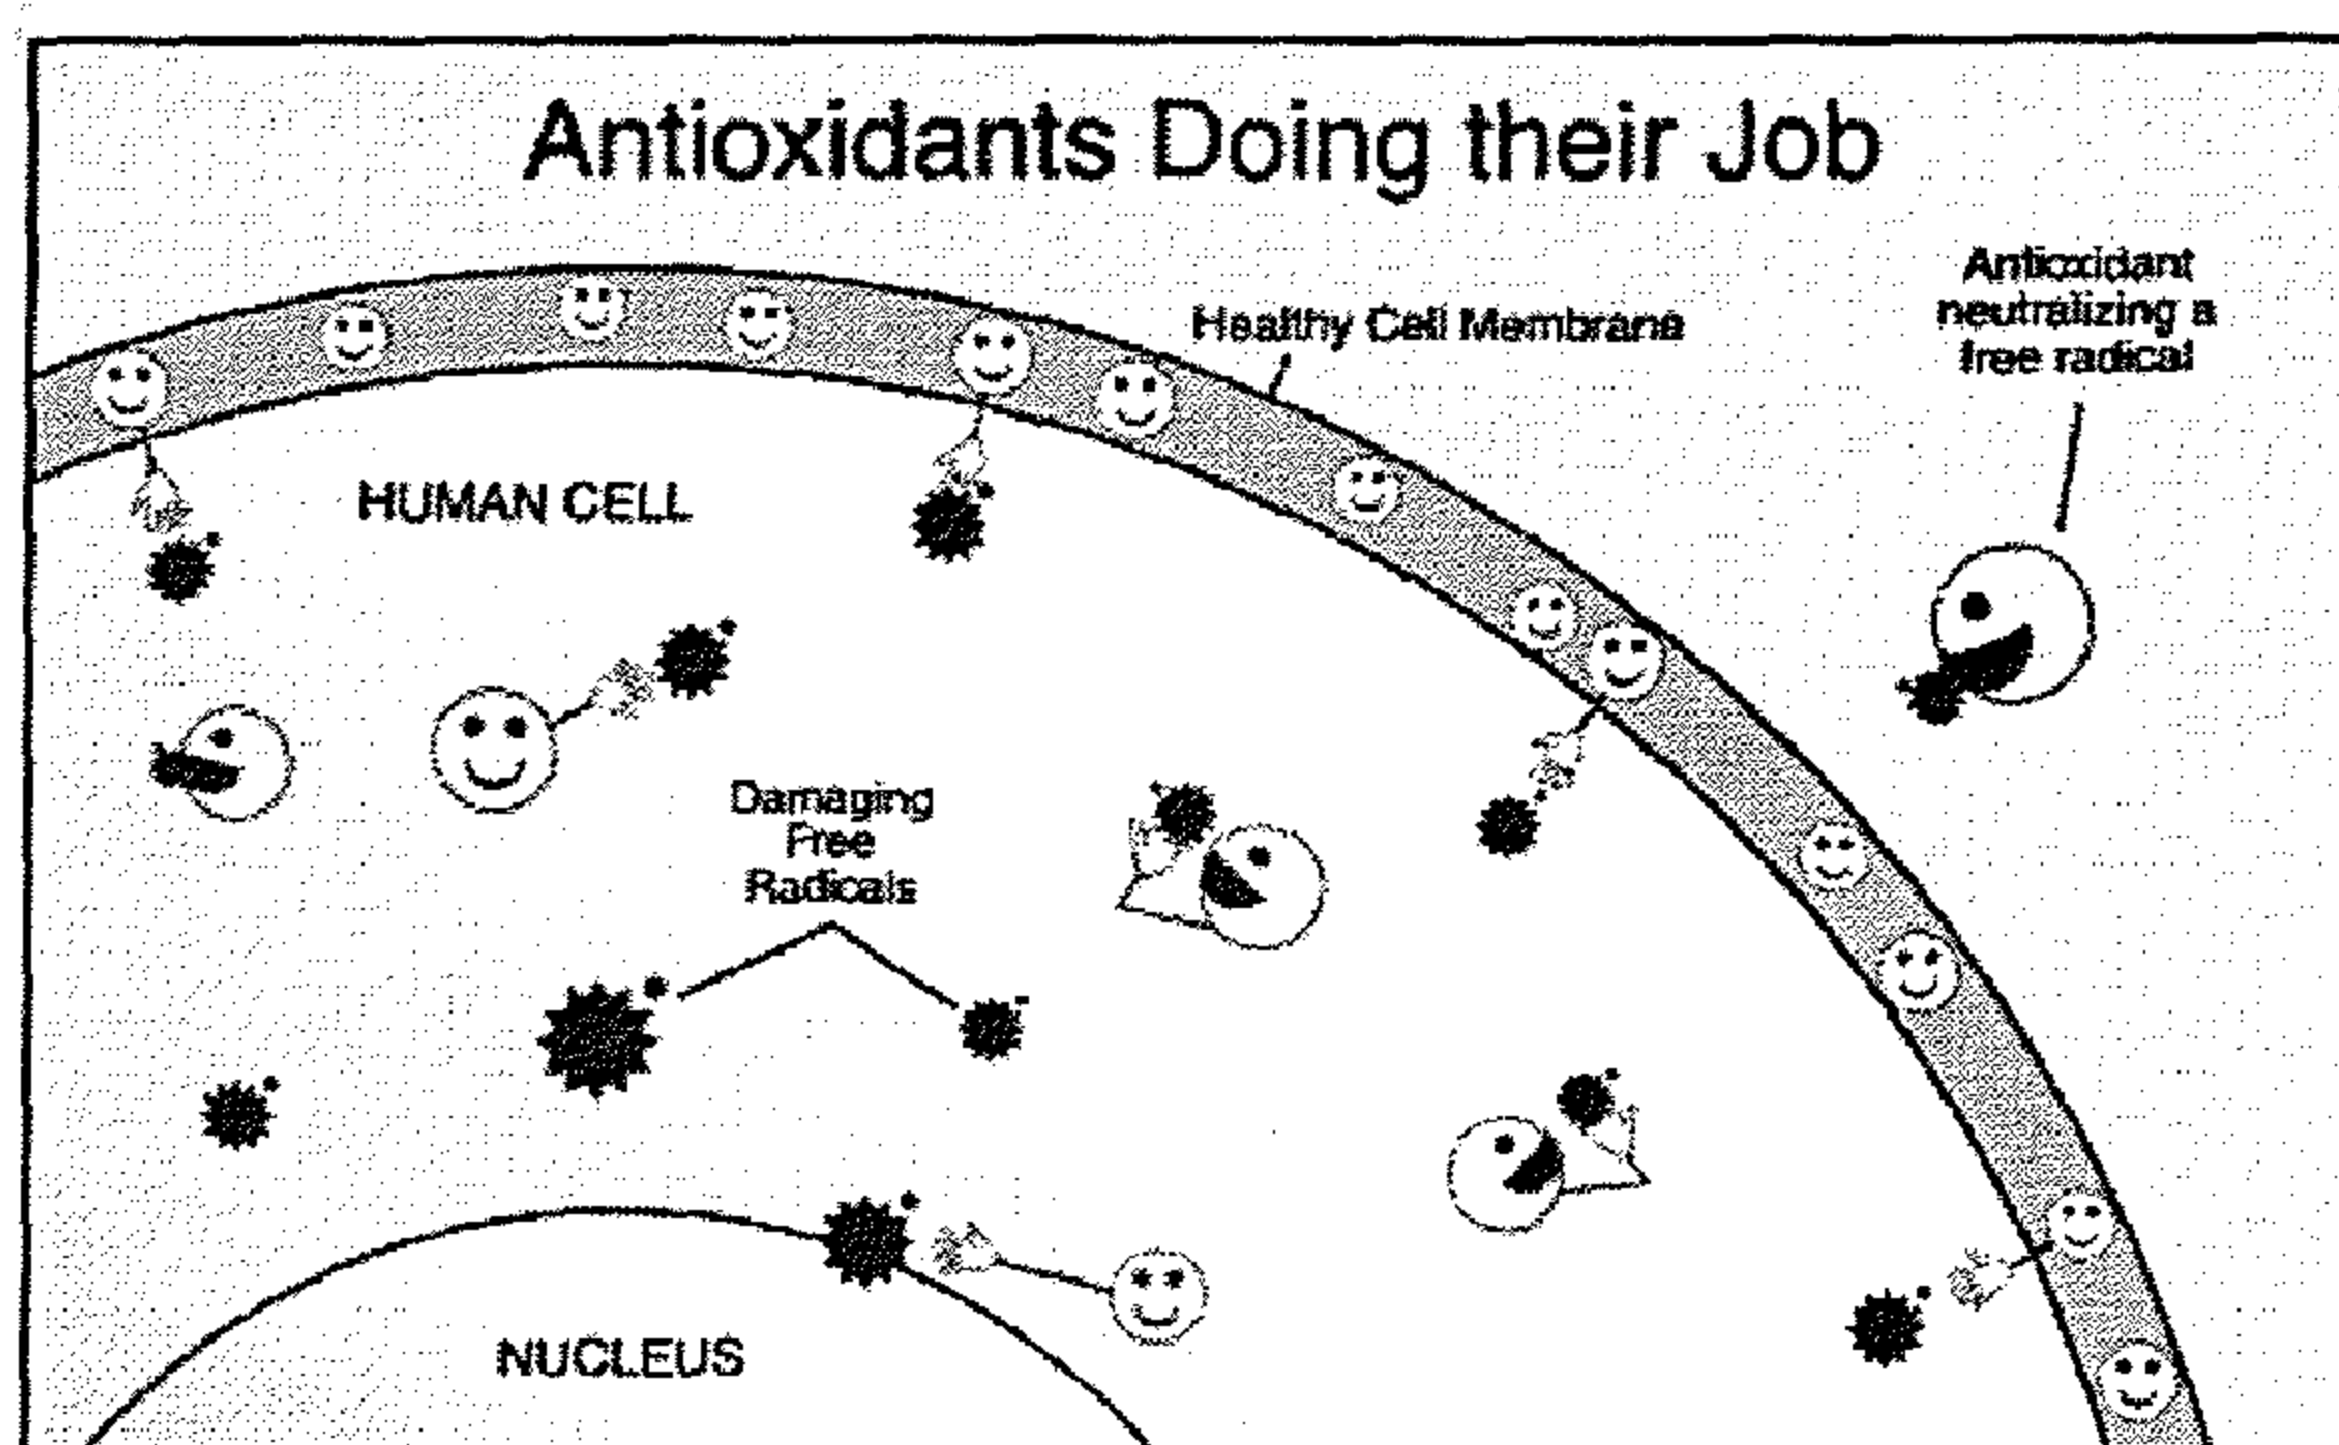 Antioxidants Doing their Job
Healthy Cell Membrane
Antioxidant
neutralizing a
free radical
HUMAN CELL
Damaging
Free
Radicals
NUCLEUS